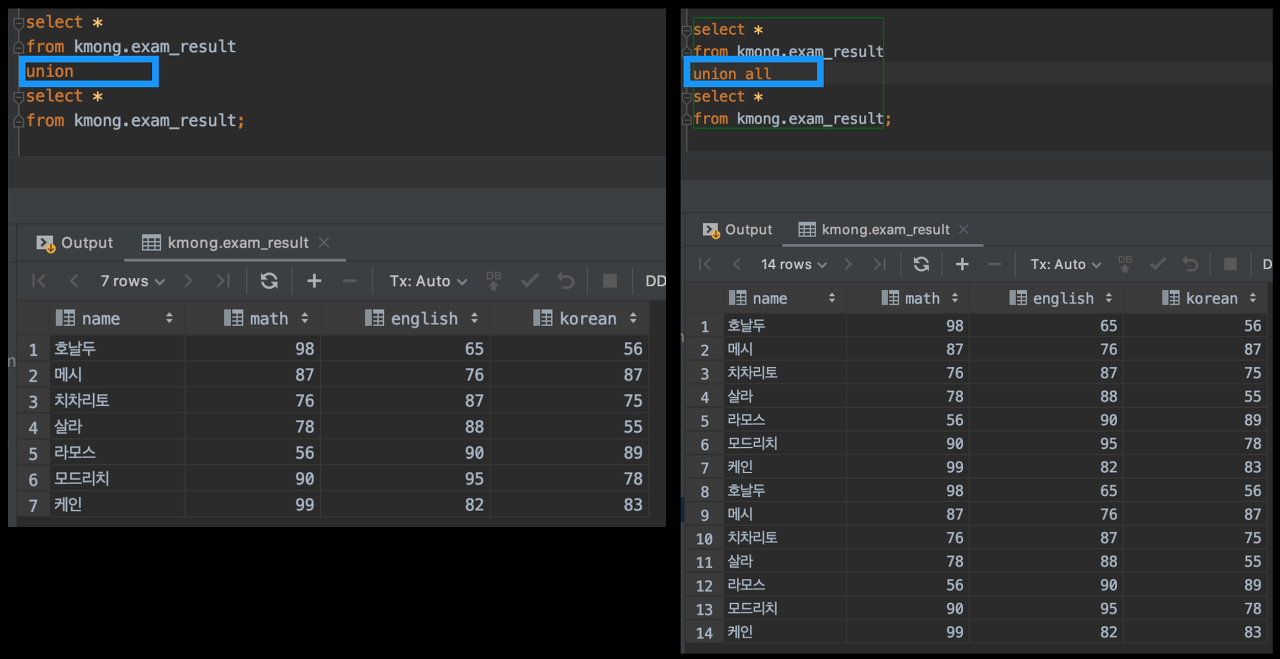 select *
from kmong.exam_result
union
select *
from kmong.exam_result;
Output
kmong.exam_result
7 rows
Tx: Auto
DB
DD
name math english korean
1 호날두 98 65 56
2 메시 87 76 87
3 치차리토 76 87 75
4 살라 78 88 55
5 라모스 56 90 89
6 모드리치 90 95 78
7 케인 99 82 83
select *
from kmong.exam_result
union all
select *
from kmong.exam_result;
Output
kmong.exam_result
14 rows
Tx: Auto
DB
D
name math english korean
1 호날두 98 65 56
2 메시 87 76 87
3 치차리토 76 87 75
4 살라 78 88 55
5 라모스 56 90 89
6 모드리치 90 95 78
7 케인 99 82 83
8 호날두 98 65 56
9 메시 87 76 87
10 치차리토 76 87 75
11 살라 78 88 55
12 라모스 56 90 89
13 모드리치 90 95 78
14 케인 99 82 83